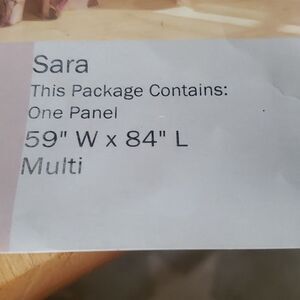 Sara
This Package Contains:
One Panel
59" W x 84" L
Multi